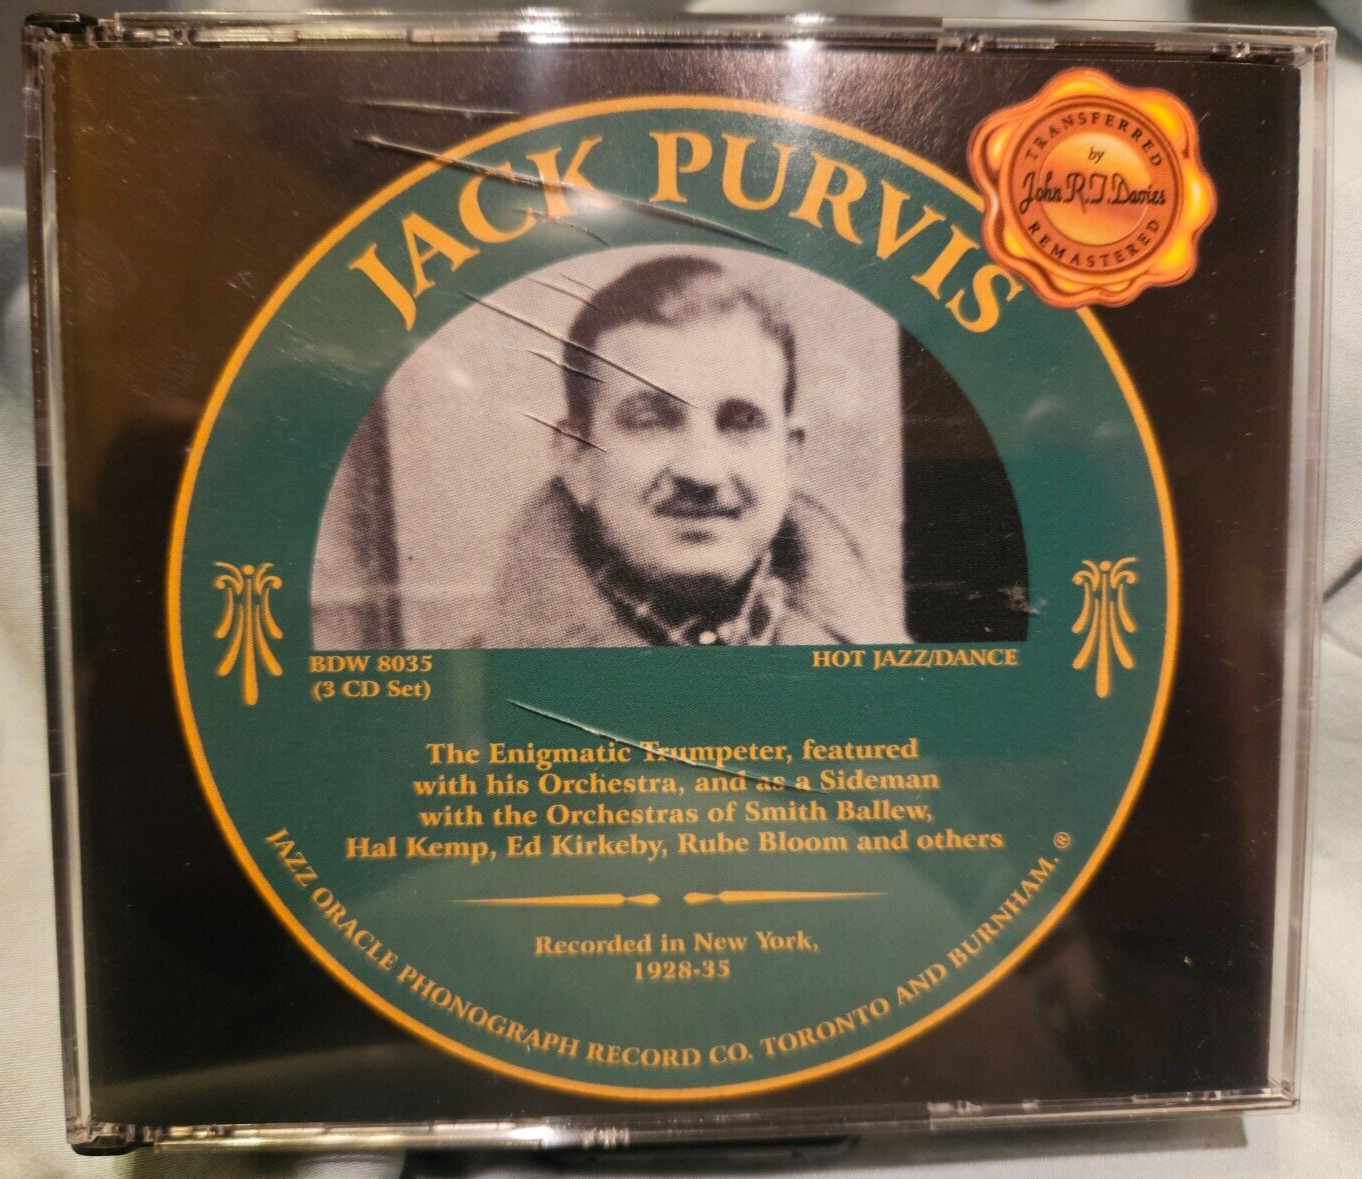 JACK PURVIS
TRANSFERRED
by
John R.T. Davies
REMASTERED
BDW 8035
(3 CD Set)
HOT JAZZ/DANCE
The Enigmatic Trumpeter, featured
with his Orchestra, and as a Sideman
with the Orchestras of Smith Ballew,
Hal Kemp, Ed Kirkeby, Rube Bloom and others
Recorded in New York,
1928-35
JAZZ ORACLE PHONOGRAPH RECORD CO. TORONTO AND BURNHAM. ®